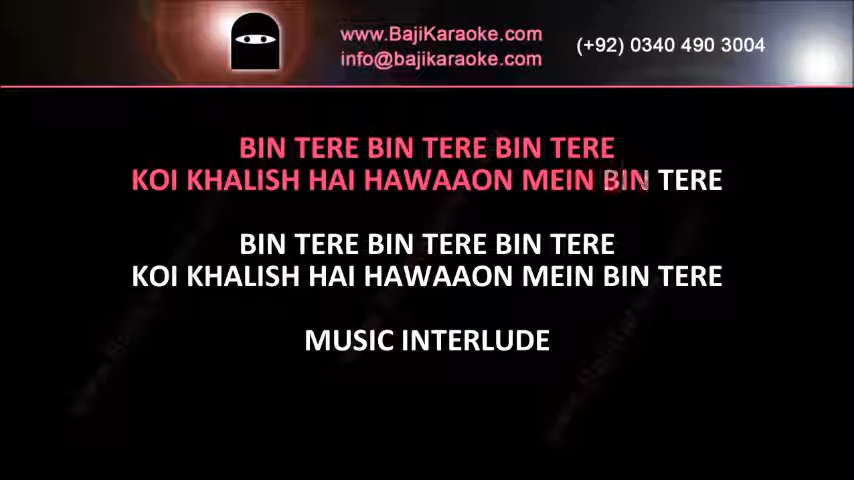 www.BajiKaraoke.com
info@bajikaraoke.com
(+92) 0340 490 3004
BIN TERE BIN TERE BIN TERE
KOI KHALISH HAI HAWAAON MEIN BIN TERE
BIN TERE BIN TERE BIN TERE
KOI KHALISH HAI HAWAAON MEIN BIN TERE
MUSIC INTERLUDE